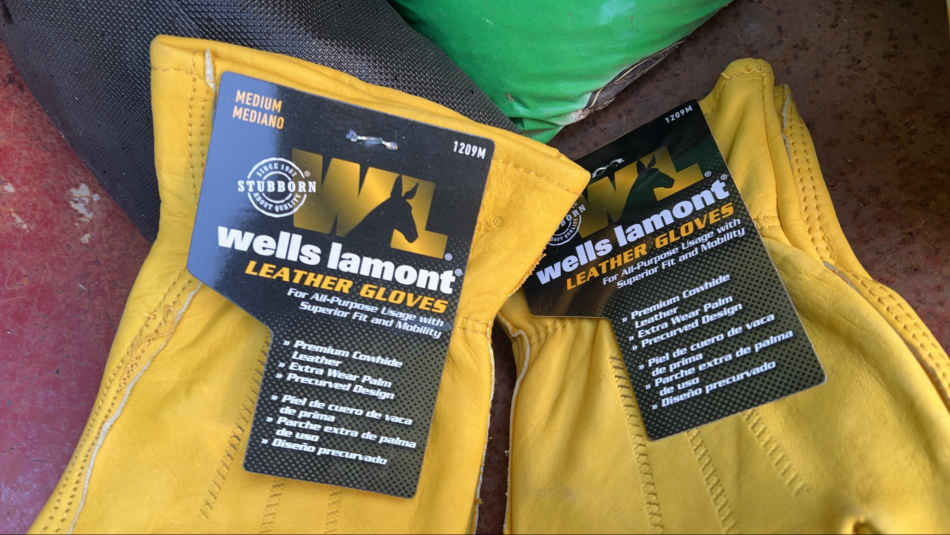 MEDIUM
MEDIANO
1209M
SINCE 1907
STUBBORN
ABOUT QUALITY
WL
wells lamont®
LEATHER GLOVES
For All-Purpose Usage with
Superior Fit and Mobility
» Premium Cowhide
Leather
» Extra Wear Palm
» Precurved Design
» Piel de cuero de vaca
de prima
» Parche extra de palma
de uso
» Diseño precurvado
1209M
STUBBORN
WL
wells lamont®
LEATHER GLOVES
For All-Purpose Usage with
Superior Fit and Mobility
» Premium Cowhide
Leather
» Extra Wear Palm
» Precurved Design
» Piel de cuero de vaca
de prima
» Parche extra de palma
de uso
» Diseño precurvado